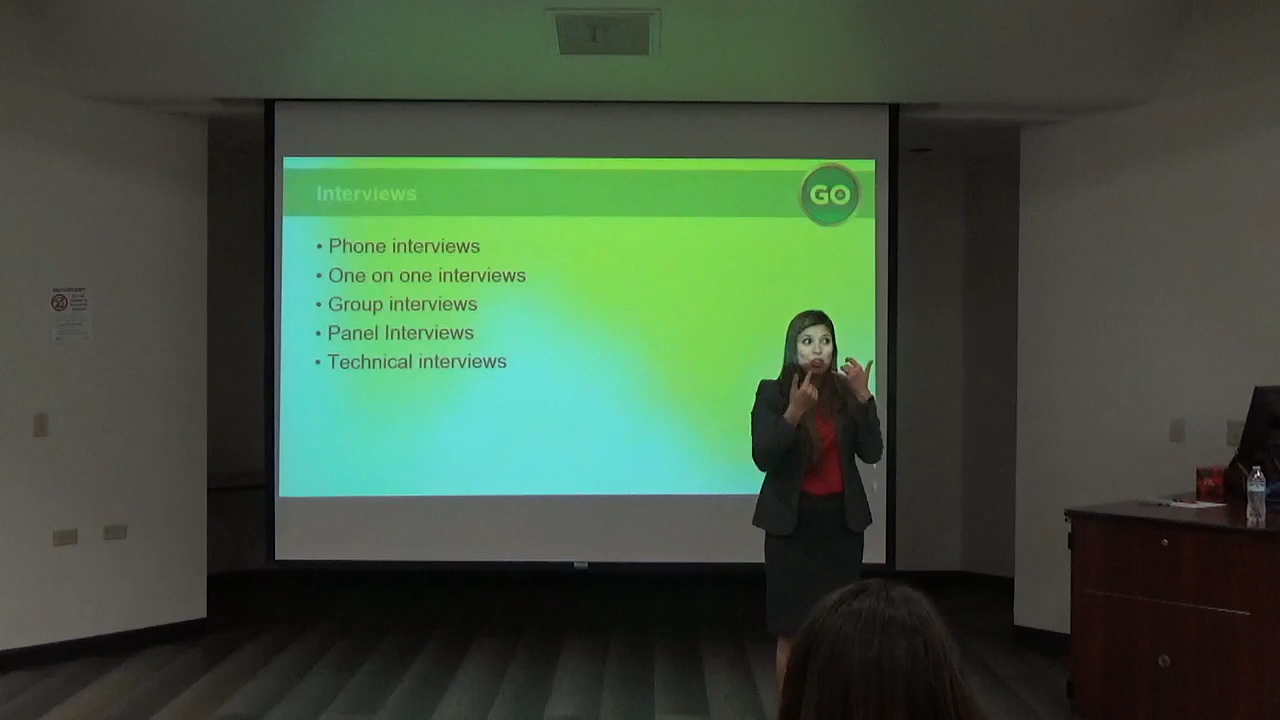 Interviews
GO
• Phone interviews
• One on one interviews
• Group interviews
• Panel Interviews
• Technical interviews